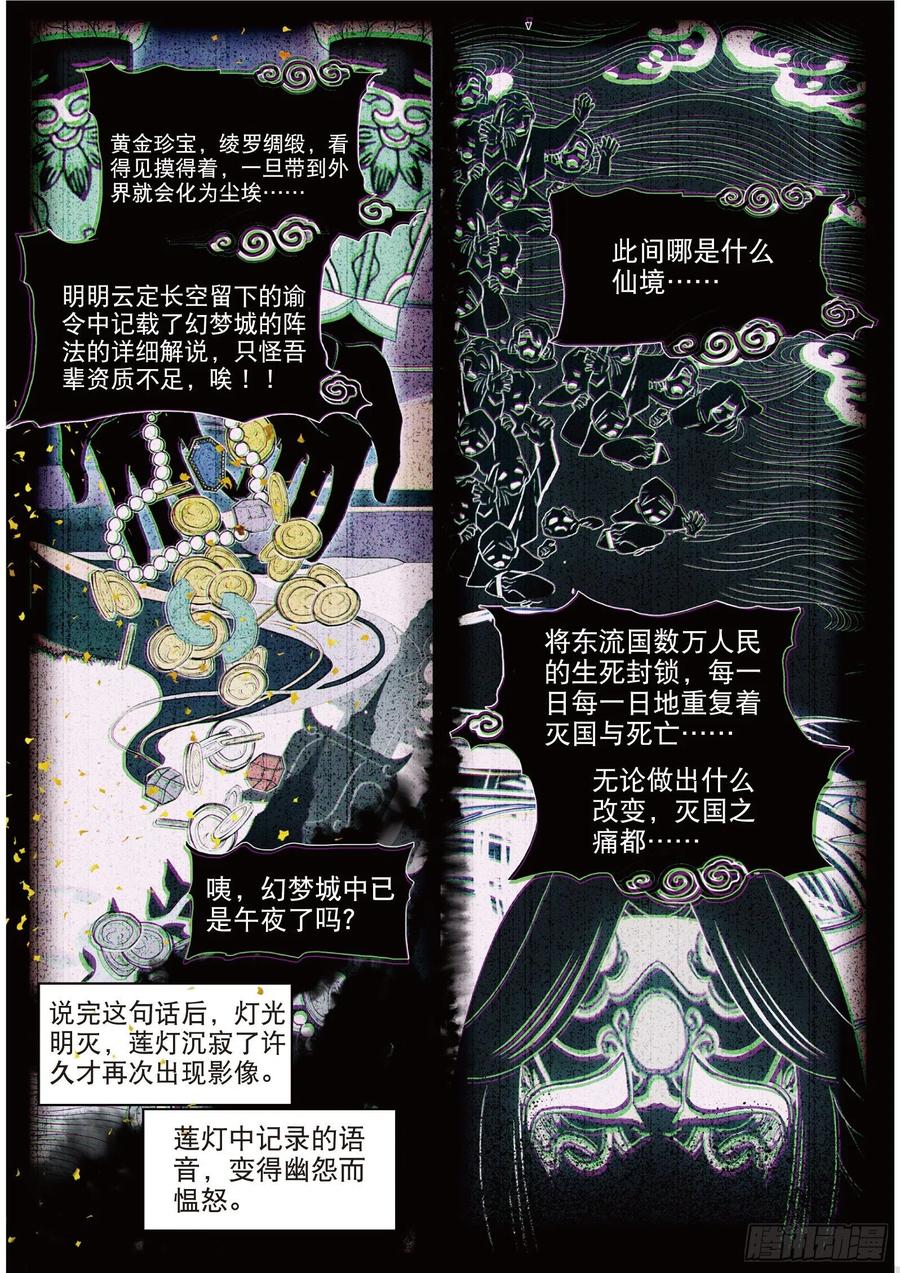 黄金珍宝，绫罗绸缎，看
得见摸得着，一旦带到外
界就会化为尘埃……
明明云定长空留下的谕
令中记载了幻梦城的阵
法的详细解说，只怪吾
辈资质不足，唉！！
咦，幻梦城中已
是午夜了吗？
说完这句话后，灯光
明灭，莲灯沉寂了许
久才再次出现影像。
莲灯中记录的语
音，变得幽怨而
愠怒。
此间哪是什么
仙境……
将东流国数万人民
的生死封锁，每一
日每一日地重复着
灭国与死亡……
无论做出什么
改变，灭国之
痛都……
腾讯动漫